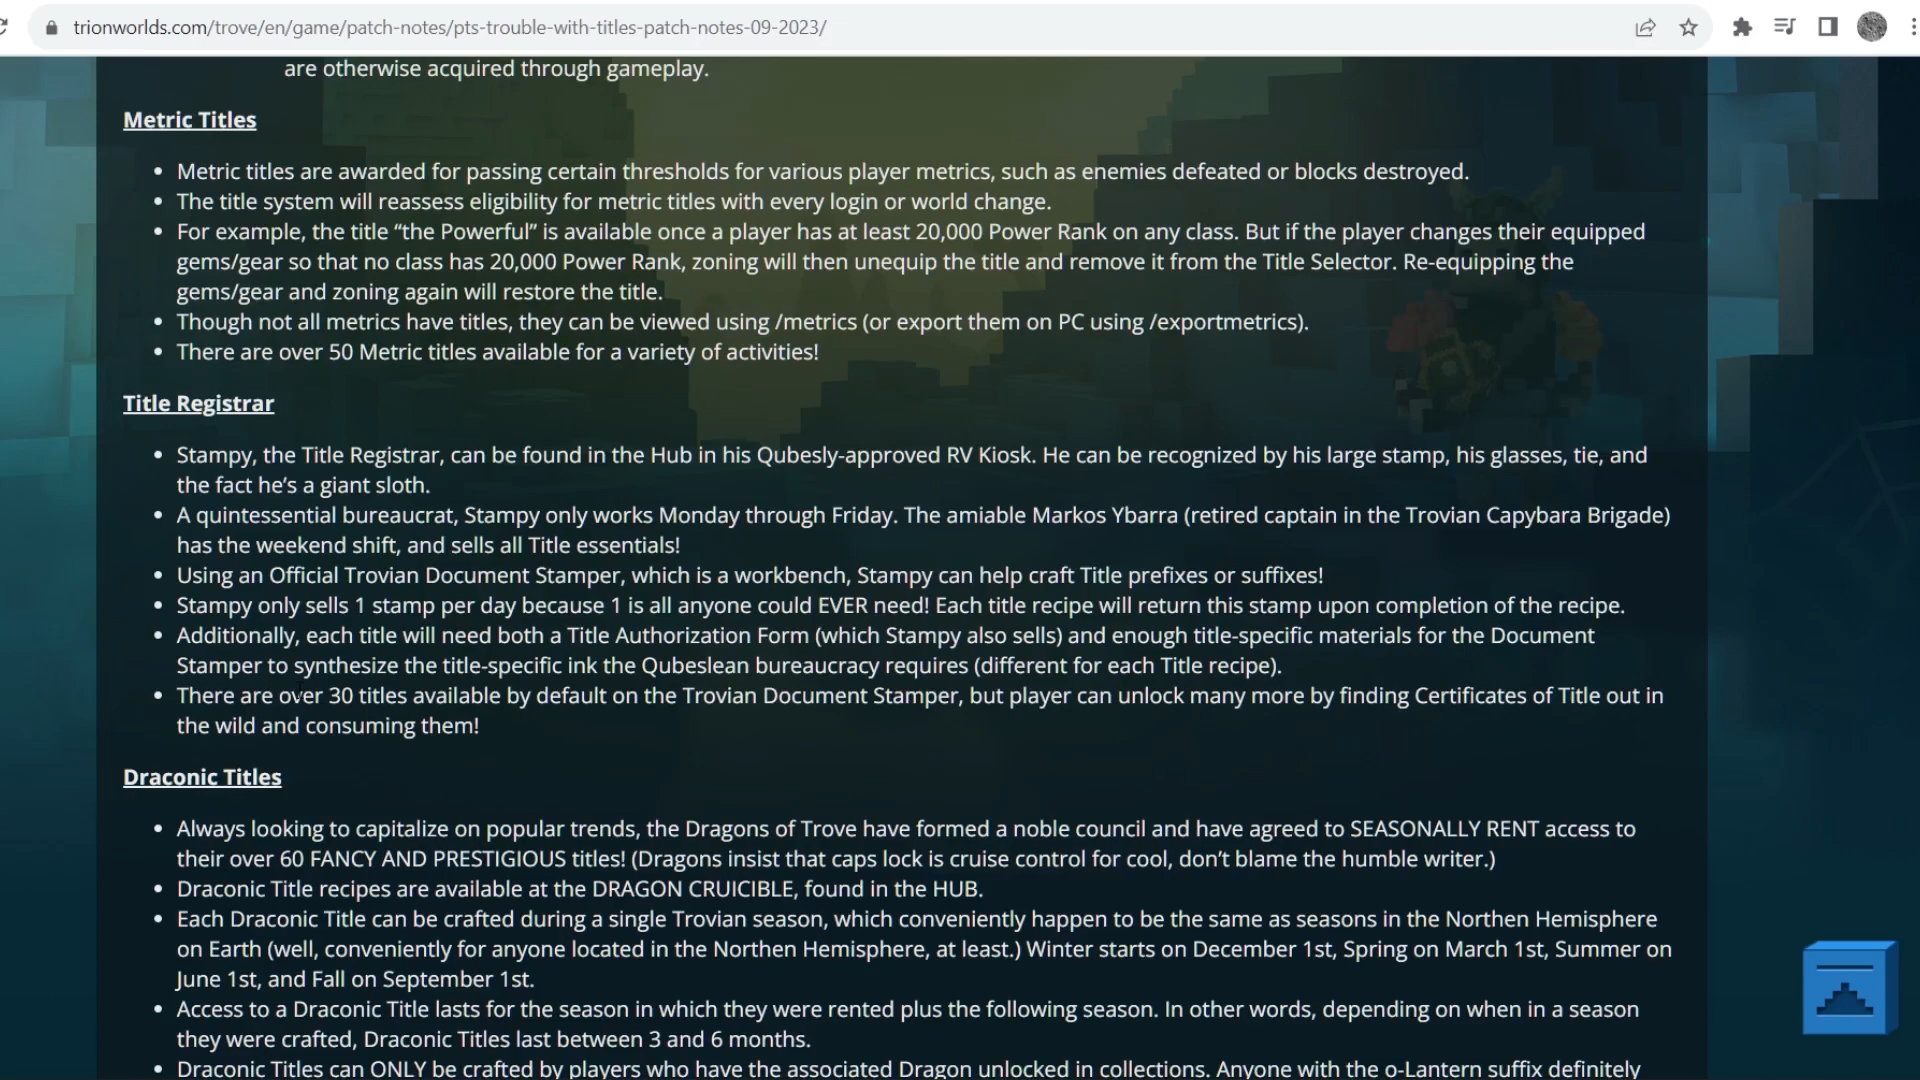 trionworlds.com/trove/en/game/patch-notes/pts-trouble-with-titles-patch-notes-09-2023/
are otherwise acquired through gameplay.
Metric Titles
• Metric titles are awarded for passing certain thresholds for various player metrics, such as enemies defeated or blocks destroyed.
• The title system will reassess eligibility for metric titles with every login or world change.
• For example, the title “the Powerful” is available once a player has at least 20,000 Power Rank on any class. But if the player changes their equipped
gems/gear so that no class has 20,000 Power Rank, zoning will then unequip the title and remove it from the Title Selector. Re-equipping the
gems/gear and zoning again will restore the title.
• Though not all metrics have titles, they can be viewed using /metrics (or export them on PC using /exportmetrics).
• There are over 50 Metric titles available for a variety of activities!
Title Registrar
• Stampy, the Title Registrar, can be found in the Hub in his Qubesly-approved RV Kiosk. He can be recognized by his large stamp, his glasses, tie, and
the fact he’s a giant sloth.
• A quintessential bureaucrat, Stampy only works Monday through Friday. The amiable Markos Ybarra (retired captain in the Trovian Capybara Brigade)
has the weekend shift, and sells all Title essentials!
• Using an Official Trovian Document Stamper, which is a workbench, Stampy can help craft Title prefixes or suffixes!
• Stampy only sells 1 stamp per day because 1 is all anyone could EVER need! Each title recipe will return this stamp upon completion of the recipe.
• Additionally, each title will need both a Title Authorization Form (which Stampy also sells) and enough title-specific materials for the Document
Stamper to synthesize the title-specific ink the Qubeslean bureaucracy requires (different for each Title recipe).
• There are over 30 titles available by default on the Trovian Document Stamper, but player can unlock many more by finding Certificates of Title out in
the wild and consuming them!
Draconic Titles
• Always looking to capitalize on popular trends, the Dragons of Trove have formed a noble council and have agreed to SEASONALLY RENT access to
their over 60 FANCY AND PRESTIGIOUS titles! (Dragons insist that caps lock is cruise control for cool, don’t blame the humble writer.)
• Draconic Title recipes are available at the DRAGON CRUICIBLE, found in the HUB.
• Each Draconic Title can be crafted during a single Trovian season, which conveniently happen to be the same as seasons in the Northen Hemisphere
on Earth (well, conveniently for anyone located in the Northen Hemisphere, at least.) Winter starts on December 1st, Spring on March 1st, Summer on
June 1st, and Fall on September 1st.
• Access to a Draconic Title lasts for the season in which they were rented plus the following season. In other words, depending on when in a season
they were crafted, Draconic Titles last between 3 and 6 months.
• Draconic Titles can ONLY be crafted by players who have the associated Dragon unlocked in collections. Anyone with the o-Lantern suffix definitely